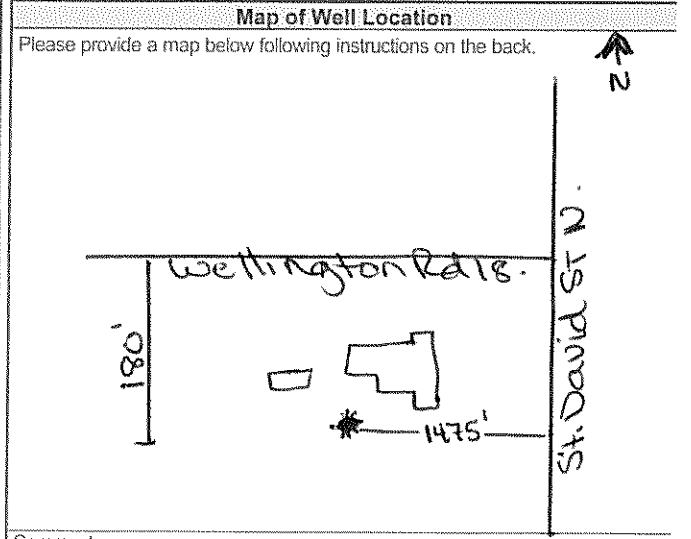 Map of Well Location
Please provide a map below following instructions on the back.
N
Wellington Rd 18.
St. David ST N.
180'
1475'